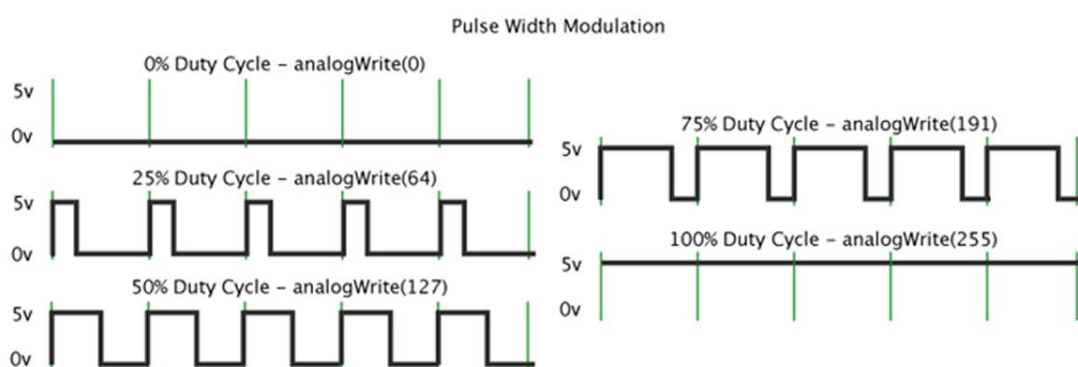 Pulse Width Modulation
0% Duty Cycle – analogWrite(0)
5v
0v
25% Duty Cycle – analogWrite(64)
5v
0v
50% Duty Cycle – analogWrite(127)
5v
0v
75% Duty Cycle – analogWrite(191)
5v
0v
100% Duty Cycle – analogWrite(255)
5v
0v